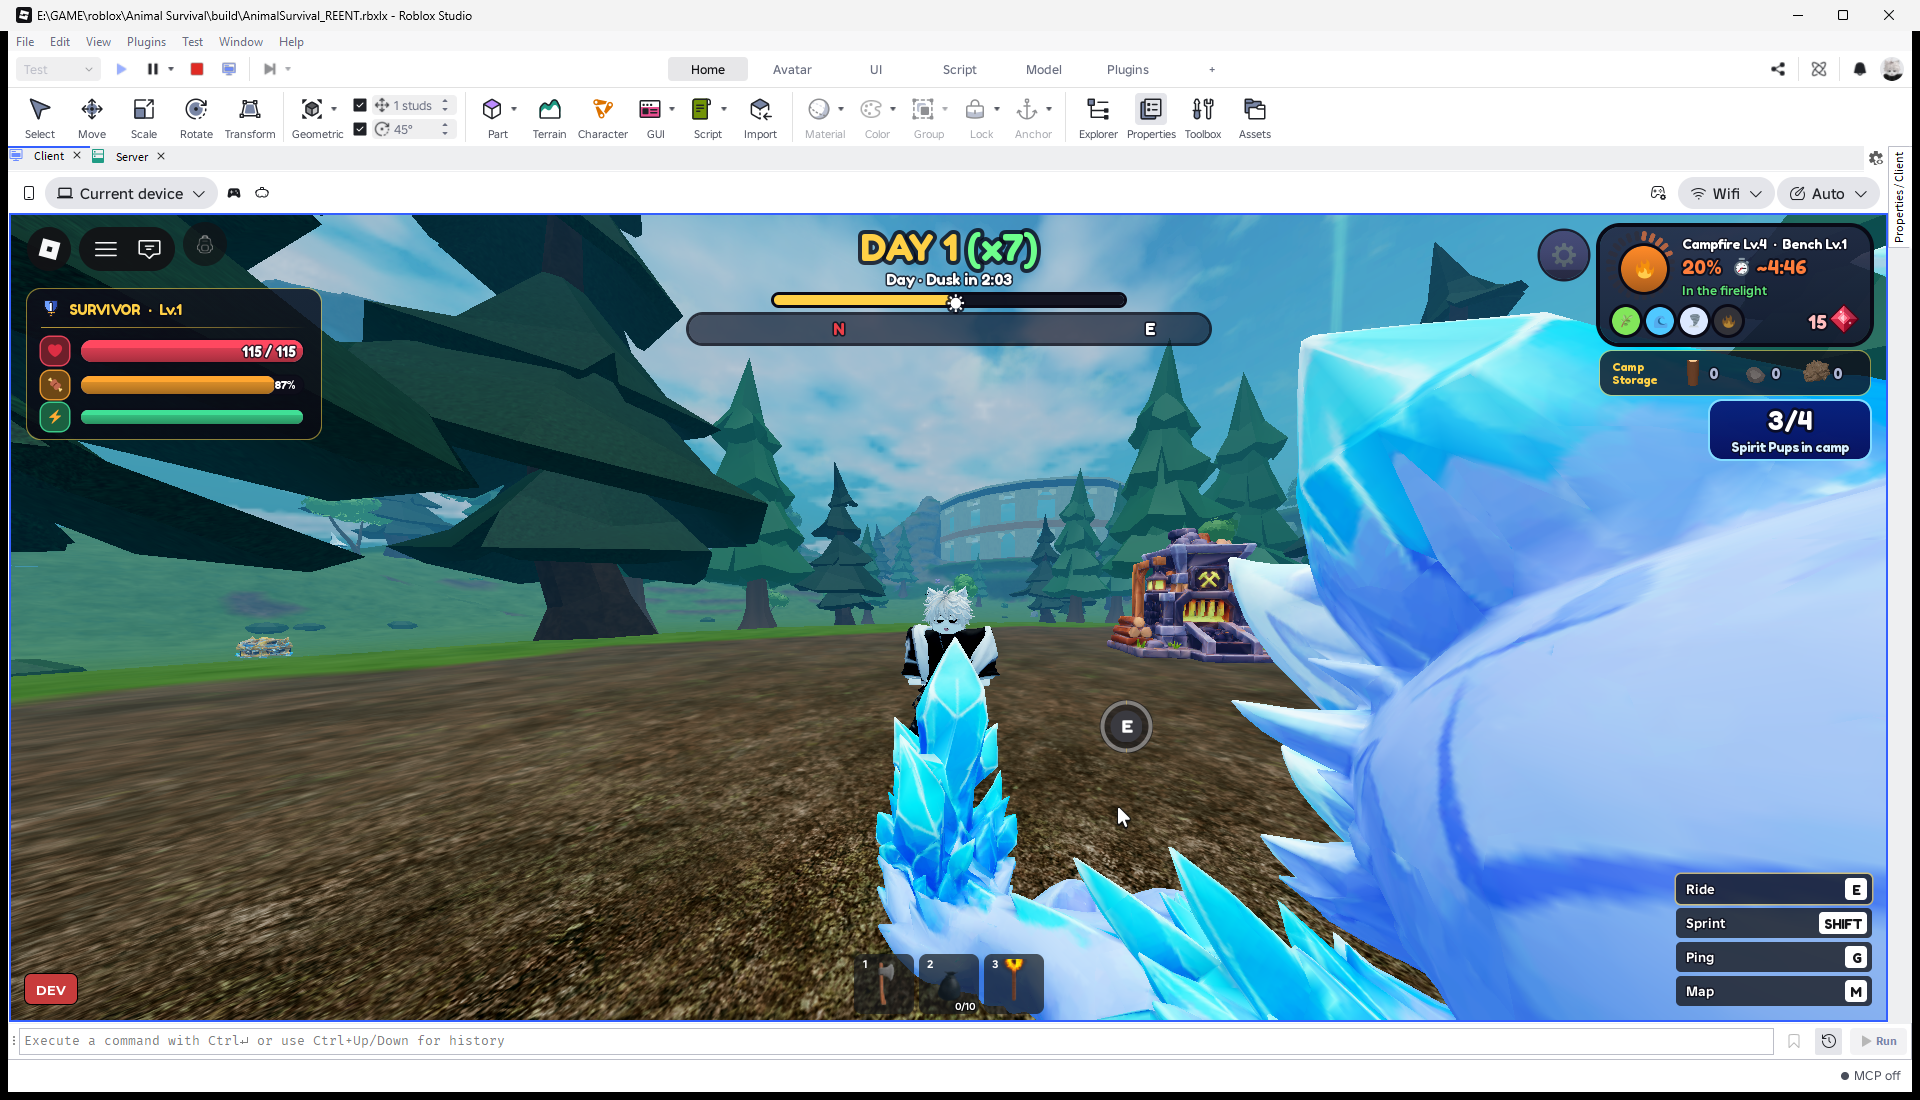 E:\GAME\roblox\Animal Survival\build\AnimalSurvival_REENT.rbxlx - Roblox Studio
File Edit View Plugins Test Window Help
Test
Home Avatar UI Script Model Plugins +
1 studs
45°
Select Move Scale Rotate Transform Geometric Part Terrain Character GUI Script Import Material Color Group Lock Anchor Explorer Properties Toolbox Assets
Client Server
Properties / Client
Current device
Wifi
Auto
DAY 1 (x7)
Day · Dusk in 2:03
N E
SURVIVOR · Lv.1
115 / 115
87%
Campfire Lv.4 · Bench Lv.1
20% ~4:46
In the firelight
15
Camp Storage 0 0 0
3/4
Spirit Pups in camp
E
Ride E
Sprint SHIFT
Ping G
Map M
DEV
1 2 3
0/10
Execute a command with Ctrl↵ or use Ctrl+Up/Down for history
Run
MCP off